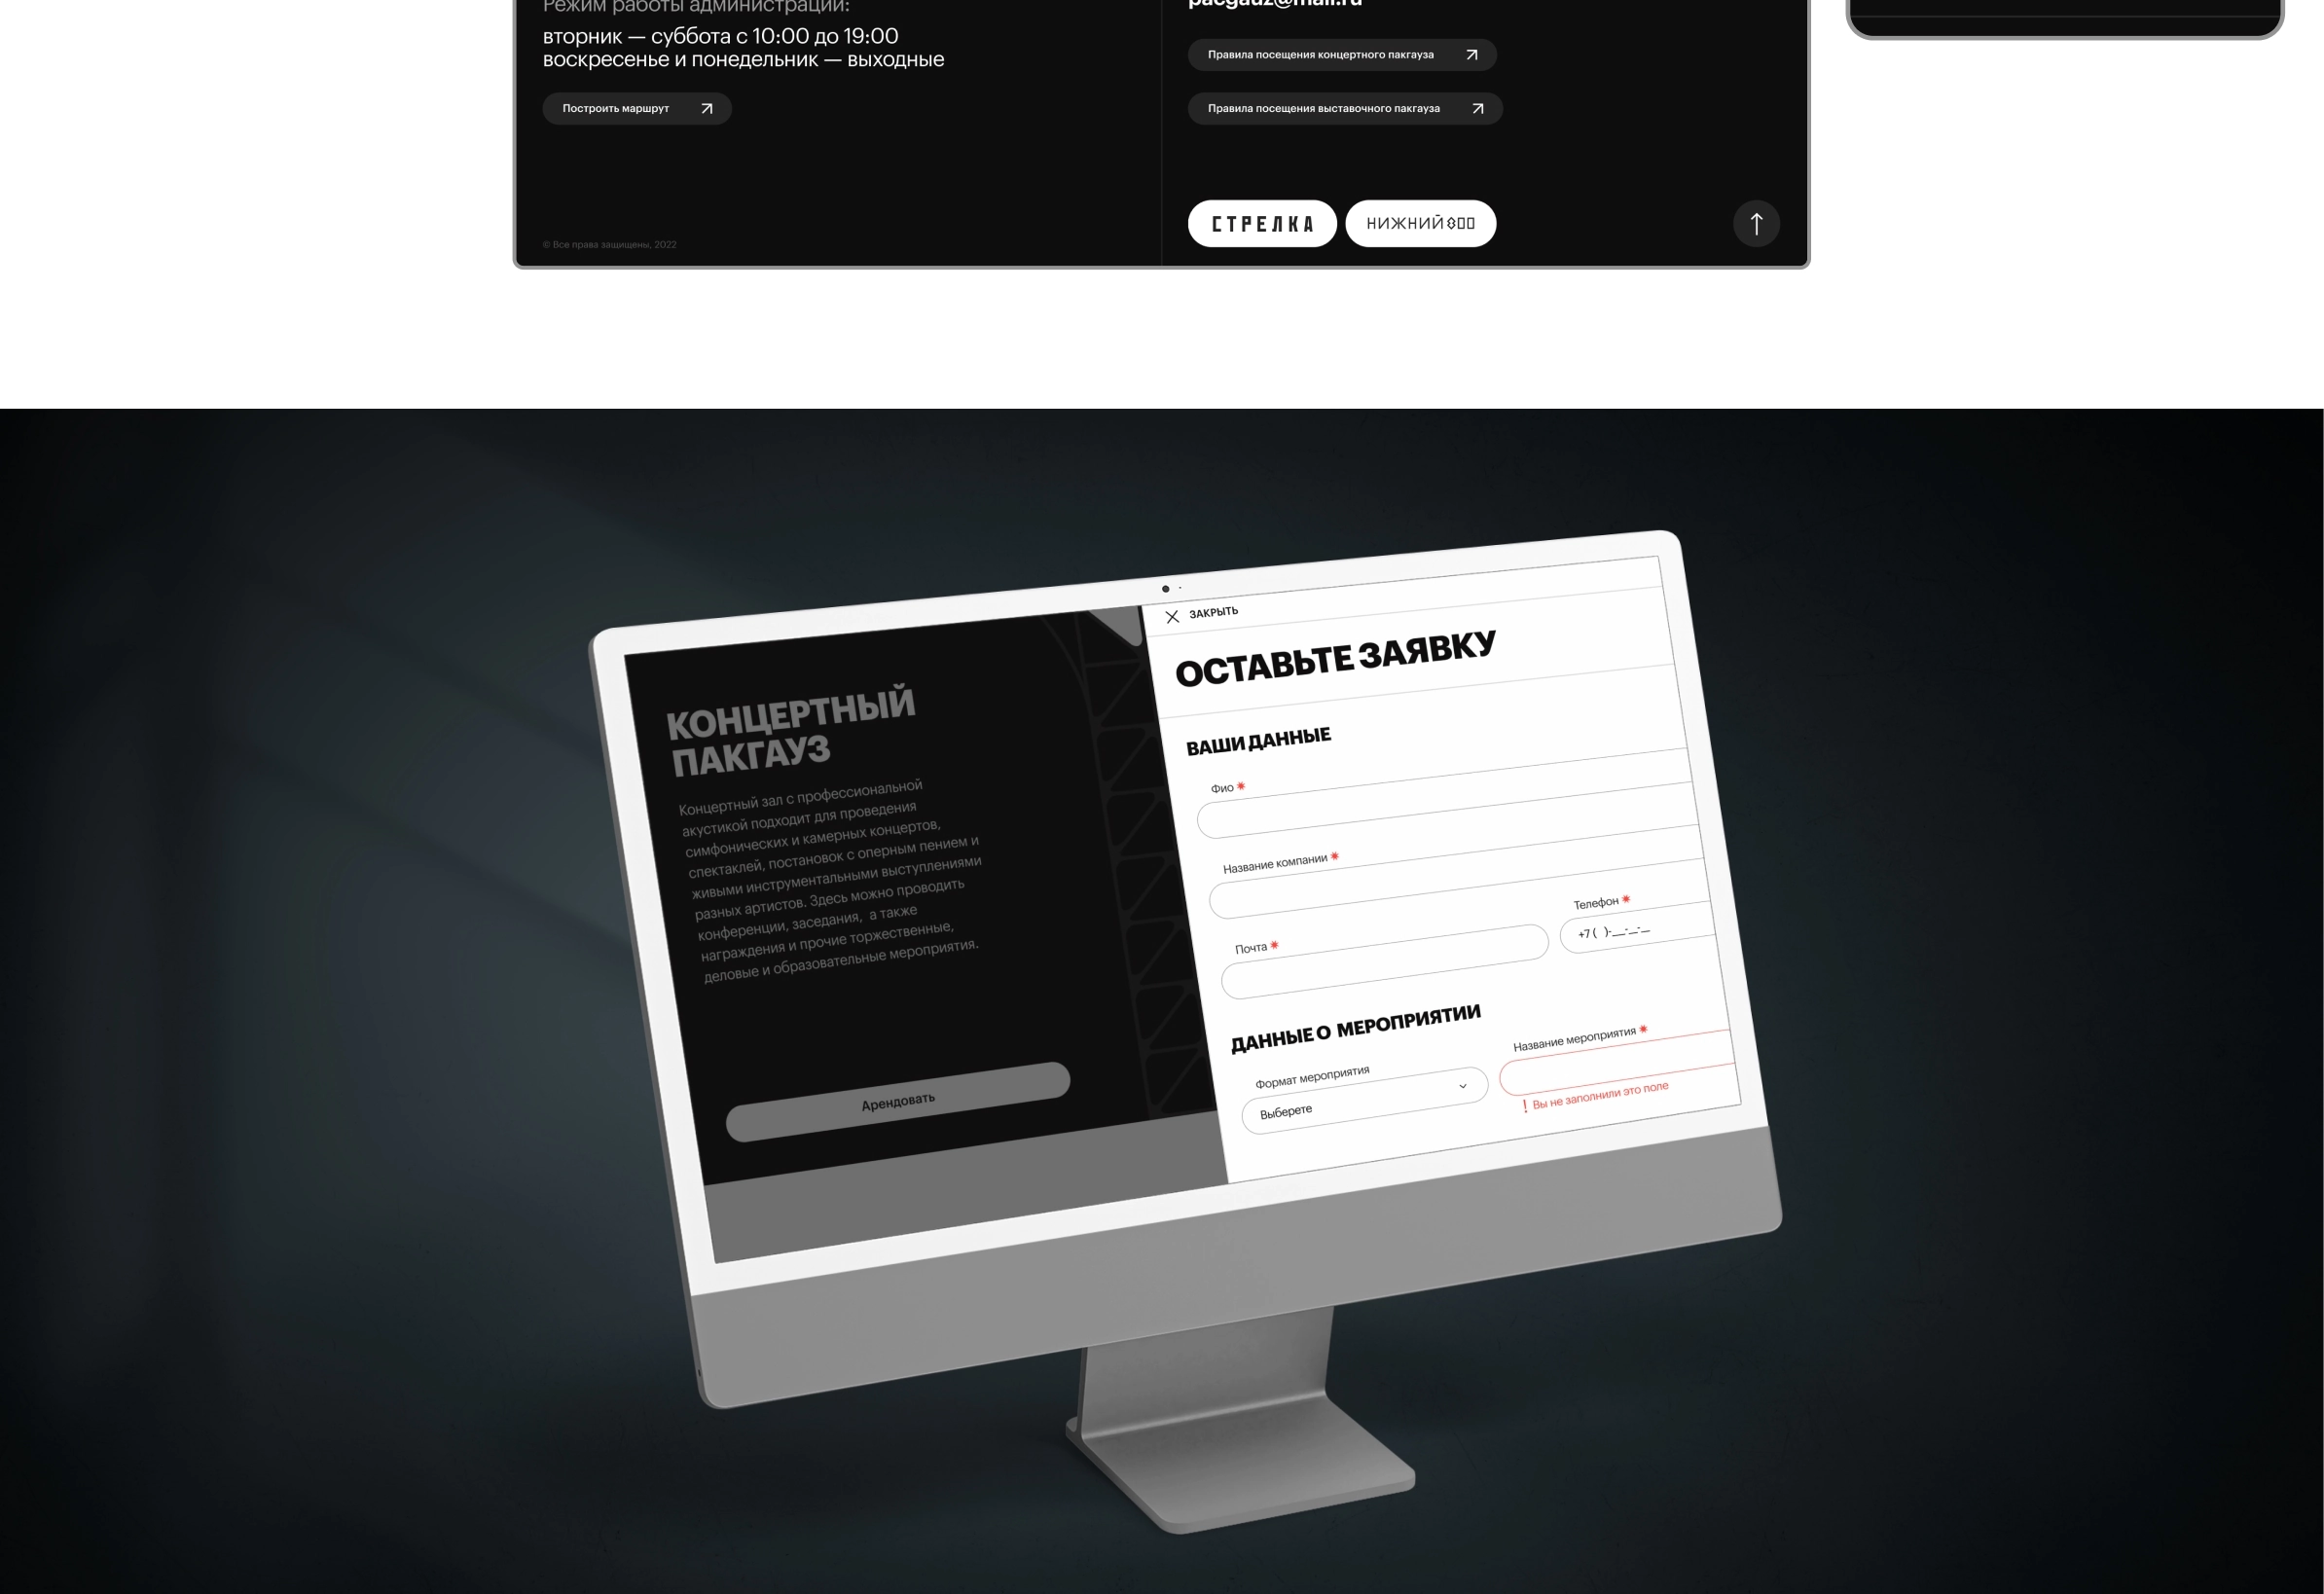 Режим работы администрации:
вторник — суббота с 10:00 до 19:00
воскресенье и понедельник — выходные
Построить маршрут
© Все права защищены, 2022
pacgauz@mail.ru
Правила посещения концертного пакгауза
Правила посещения выставочного пакгауза
СТРЕЛКА
НИЖНИЙ 800
КОНЦЕРТНЫЙ
ПАКГАУЗ
Концертный зал с профессиональной
акустикой подходит для проведения
симфонических и камерных концертов,
спектаклей, постановок с оперным пением и
живыми инструментальными выступлениями
разных артистов. Здесь можно проводить
конференции, заседания, а также
награждения и прочие торжественные,
деловые и образовательные мероприятия.
Арендовать
ЗАКРЫТЬ
ОСТАВЬТЕ ЗАЯВКУ
ВАШИ ДАННЫЕ
Фио *
Название компании *
Почта *
Телефон *
+7 ( )-__-_-_
ДАННЫЕ О МЕРОПРИЯТИИ
Формат мероприятия
Выберете
Название мероприятия *
! Вы не заполнили это поле